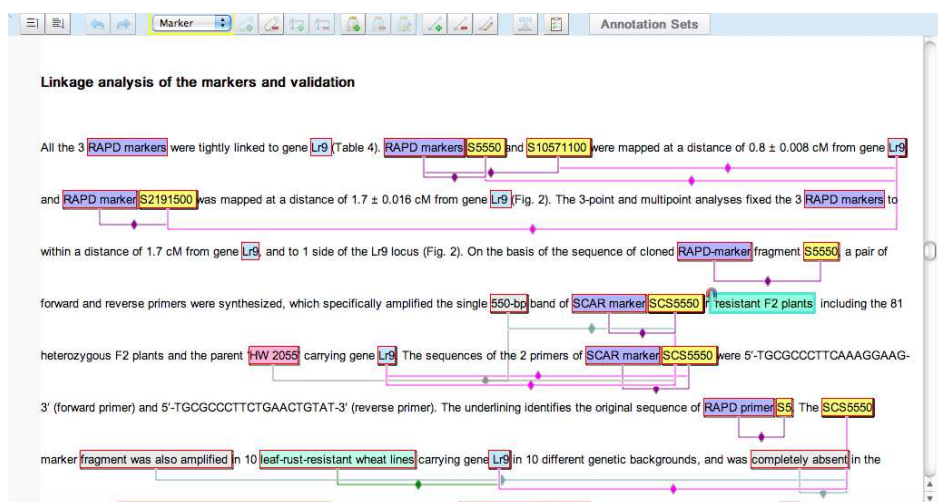 Marker
Annotation Sets
Linkage analysis of the markers and validation
All the 3 RAPD markers were tightly linked to gene Lr9 (Table 4). RAPD markers S5550 and S10571100 were mapped at a distance of 0.8 ± 0.008 cM from gene Lr9
and RAPD marker S2191500 was mapped at a distance of 1.7 ± 0.016 cM from gene Lr9 (Fig. 2). The 3-point and multipoint analyses fixed the 3 RAPD markers to
within a distance of 1.7 cM from gene Lr9, and to 1 side of the Lr9 locus (Fig. 2). On the basis of the sequence of cloned RAPD-marker fragment S5550, a pair of
forward and reverse primers were synthesized, which specifically amplified the single 550-bp band of SCAR marker SCS5550 resistant F2 plants including the 81
heterozygous F2 plants and the parent 'HW 2055' carrying gene Lr9. The sequences of the 2 primers of SCAR marker SCS5550 were 5′-TGCGCCCTTCAAAGGAAG-
3′ (forward primer) and 5′-TGCGCCCTTCTGAACTGTAT-3′ (reverse primer). The underlining identifies the original sequence of RAPD primer S5. The SCS5550
marker fragment was also amplified in 10 leaf-rust-resistant wheat lines carrying gene Lr9 in 10 different genetic backgrounds, and was completely absent in the